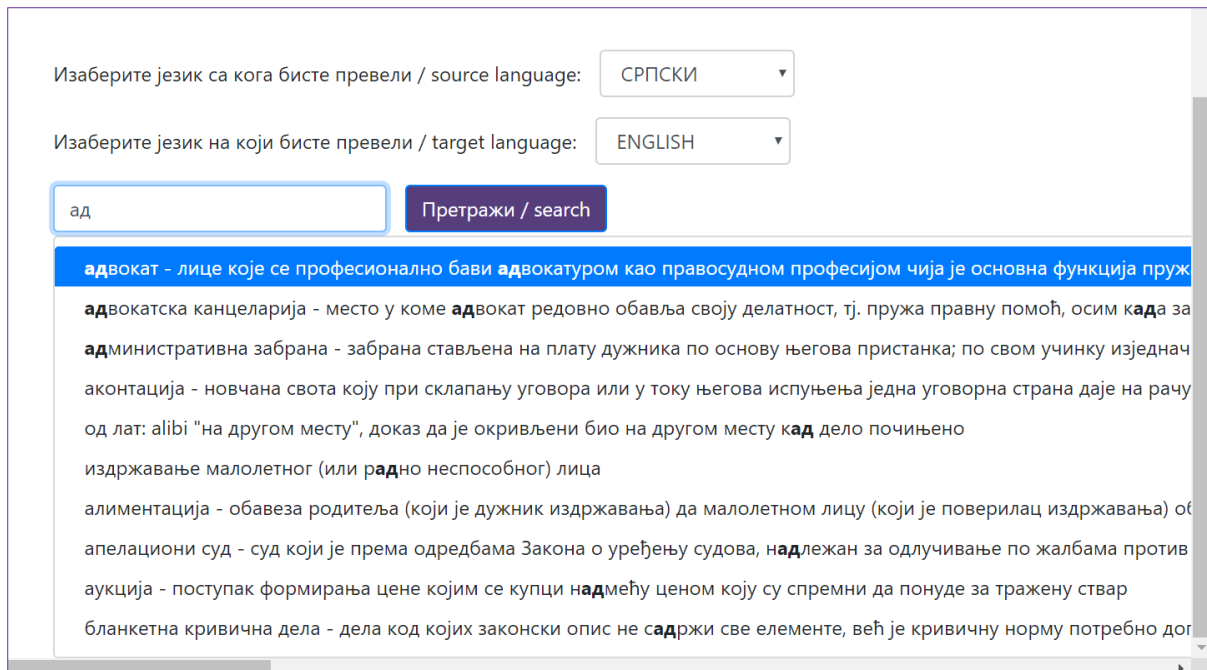 Изаберите језик са кога бисте превели / source language: СРПСКИ
Изаберите језик на који бисте превели / target language: ENGLISH
ад Претражи / search
адвокат - лице које се професионално бави адвокатуром као правосудном професијом чија је основна функција
адвокатска канцеларија - место у коме адвокат редовно обавља своју делатност, тј. пружа правну помоћ, осим када за
административна забрана - забрана стављена на плату дужника по основу његова пристанка; по свом учинку
аконтација - новчана свота коју при склапању уговора или у току његова испуњења једна уговорна страна даје на
од лат: alibi "на другом месту", доказ да је окривљени био на другом месту кад дело почињено
издржавање малолетног (или радно неспособног) лица
алиментација - обавеза родитеља (који је дужник издржавања) да малолетном лицу (који је поверилац издржавања)
апелациони суд - суд који је према одредбама Закона о уређењу судова, надлежан за одлучивање по жалбама против
аукција - поступак формирања цене којим се купци надмећу ценом коју су спремни да понуде за тражену ствар
бланкетна кривична дела - дела код којих законски опис не садржи све елементе, већ је кривичну норму потребно